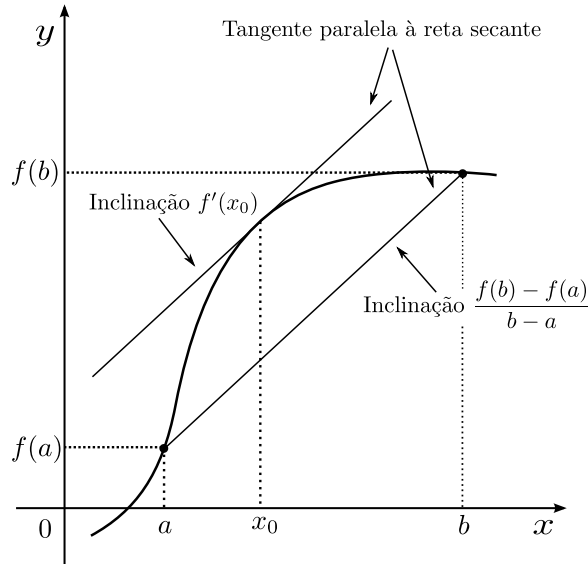 y
Tangente paralela à reta secante
f(b)
Inclinação f′(x₀)
Inclinação f(b) − f(a)
b − a
f(a)
0
a
x₀
b
x